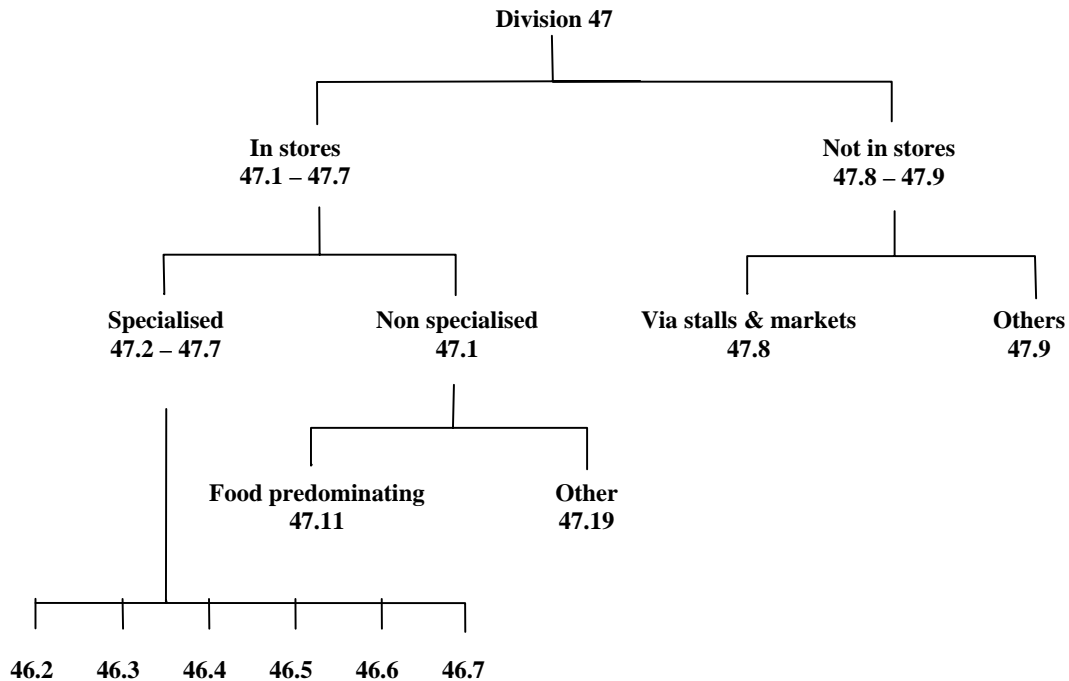 Division 47
In stores
47.1 – 47.7
Not in stores
47.8 – 47.9
Specialised
47.2 – 47.7
Non specialised
47.1
Via stalls & markets
47.8
Others
47.9
Food predominating
47.11
Other
47.19
46.2 46.3 46.4 46.5 46.6 46.7